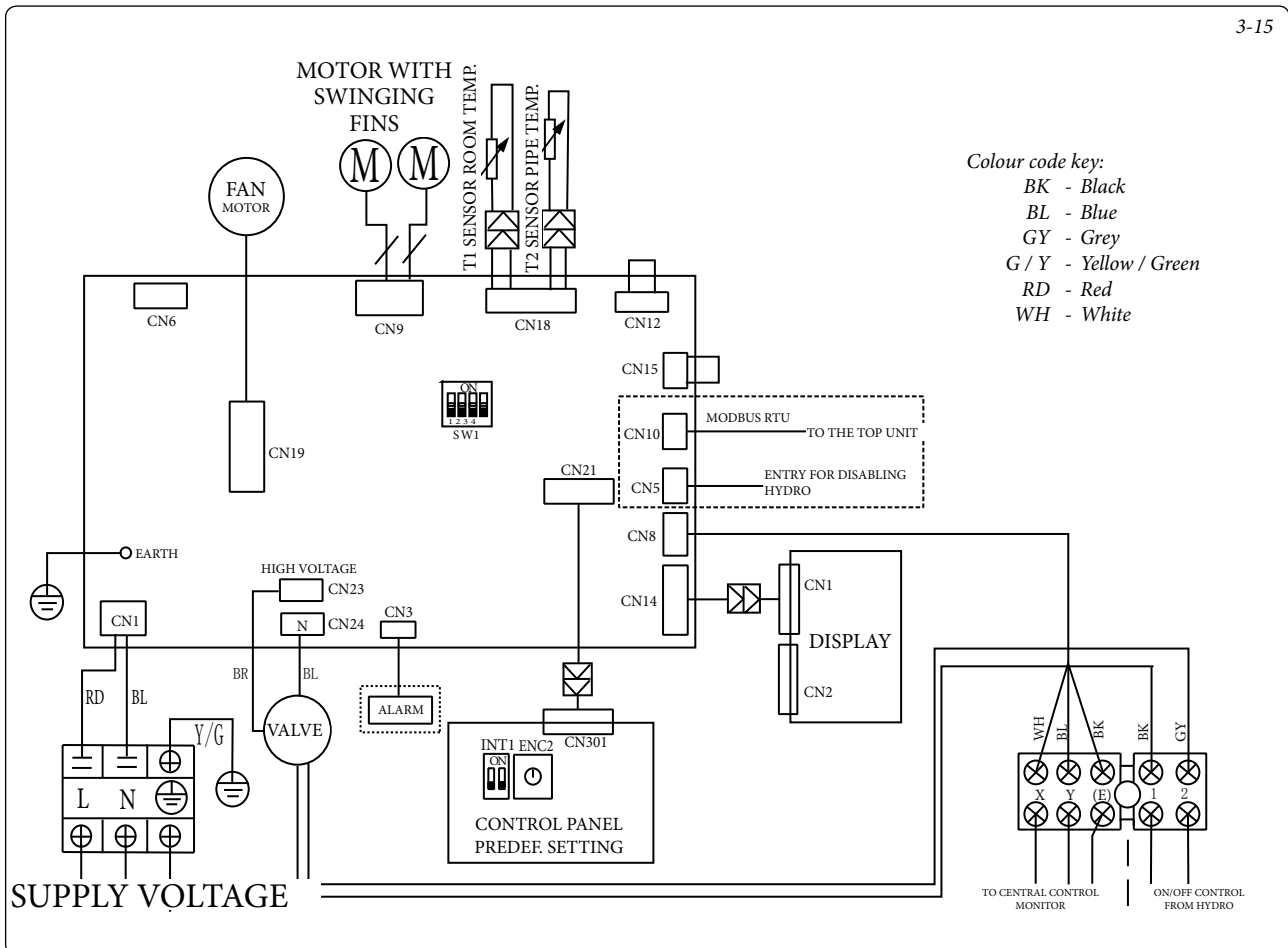 3-15
MOTOR WITH
SWINGING
FINS
M
M
T1 SENSOR ROOM TEMP.
T2 SENSOR PIPE TEMP.
FAN
MOTOR
Colour code key:
BK - Black
BL - Blue
GY - Grey
G / Y - Yellow / Green
RD - Red
WH - White
CN6
CN9
CN18
CN12
CN15
ON
1 2 3 4
SW1
CN19
CN10
MODBUS RTU
TO THE TOP UNIT
CN21
CN5
ENTRY FOR DISABLING
HYDRO
CN8
EARTH
HIGH VOLTAGE
CN23
CN14
CN1
DISPLAY
CN2
CN1
N
CN24
CN3
BR
BL
RD
BL
Y/G
VALVE
ALARM
CN301
INT1
ENC2
ON
CONTROL PANEL
PREDEF. SETTING
L
N
SUPPLY VOLTAGE
WH
BL
BK
BK
GY
X
Y
(E)
1
2
TO CENTRAL CONTROL
MONITOR
ON/OFF CONTROL
FROM HYDRO